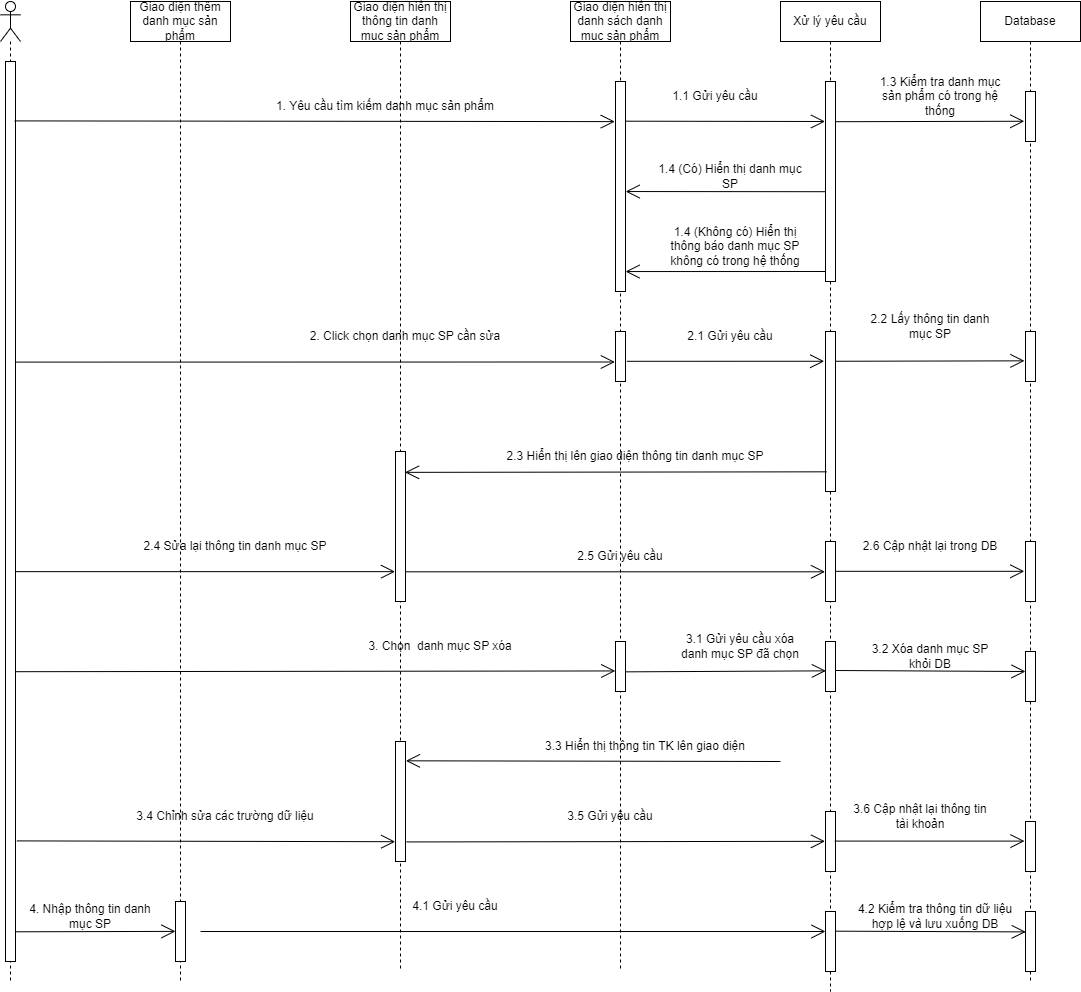 Giao diện thêm
danh mục sản
phẩm
Giao diện hiển thị
thông tin danh
mục sản phẩm
Giao diện hiển thị
danh sách danh
mục sản phẩm
Xử lý yêu cầu
Database
1. Yêu cầu tìm kiếm danh mục sản phẩm
1.1 Gửi yêu cầu
1.3 Kiểm tra danh mục
sản phẩm có trong hệ
thống
1.4 (Có) Hiển thị danh mục
SP
1.4 (Không có) Hiển thị
thông báo danh mục SP
không có trong hệ thống
2. Click chọn danh mục SP cần sửa
2.1 Gửi yêu cầu
2.2 Lấy thông tin danh
mục SP
2.3 Hiển thị lên giao diện thông tin danh mục SP
2.4 Sửa lại thông tin danh mục SP
2.5 Gửi yêu cầu
2.6 Cập nhật lại trong DB
3. Chọn  danh mục SP xóa
3.1 Gửi yêu cầu xóa
danh mục SP đã chọn
3.2 Xóa danh mục SP
khỏi DB
3.3 Hiển thị thông tin TK lên giao diện
3.4 Chỉnh sửa các trường dữ liệu
3.5 Gửi yêu cầu
3.6 Cập nhật lại thông tin
tài khoản
4. Nhập thông tin danh
mục SP
4.1 Gửi yêu cầu
4.2 Kiểm tra thông tin dữ liệu
hợp lệ và lưu xuống DB